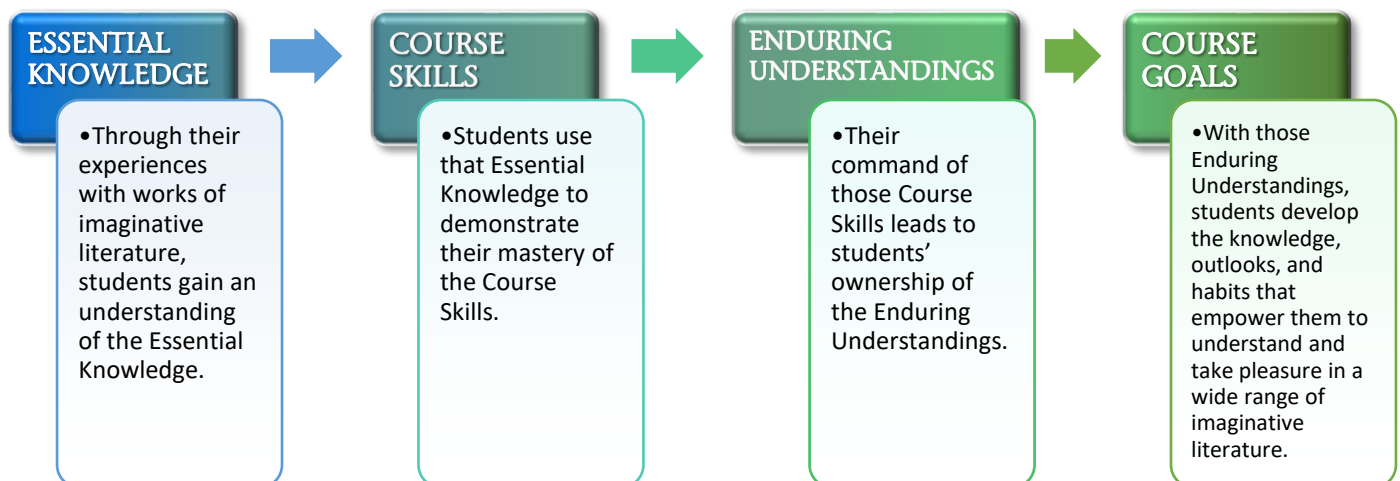 ESSENTIAL
KNOWLEDGE
•Through their
experiences
with works of
imaginative
literature,
students gain an
understanding
of the Essential
Knowledge.
COURSE
SKILLS
•Students use
that Essential
Knowledge to
demonstrate
their mastery of
the Course
Skills.
ENDURING
UNDERSTANDINGS
•Their
command of
those Course
Skills leads to
students’
ownership of
the Enduring
Understandings.
COURSE
GOALS
•With those
Enduring
Understandings,
students develop
the knowledge,
outlooks, and
habits that
empower them to
understand and
take pleasure in a
wide range of
imaginative
literature.